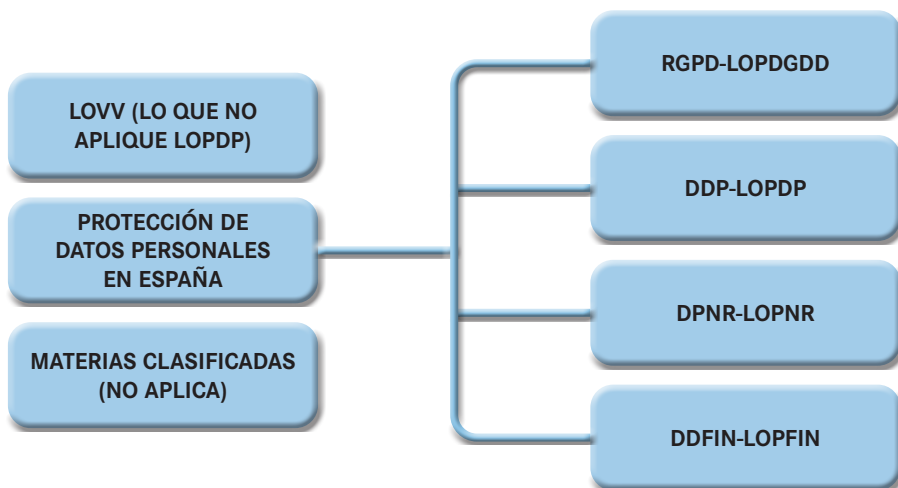 LOVV (LO QUE NO
APLIQUE LOPDP)
PROTECCIÓN DE
DATOS PERSONALES
EN ESPAÑA
MATERIAS CLASIFICADAS
(NO APLICA)
RGPD-LOPDGDD
DDP-LOPDP
DPNR-LOPNR
DDFIN-LOPFIN